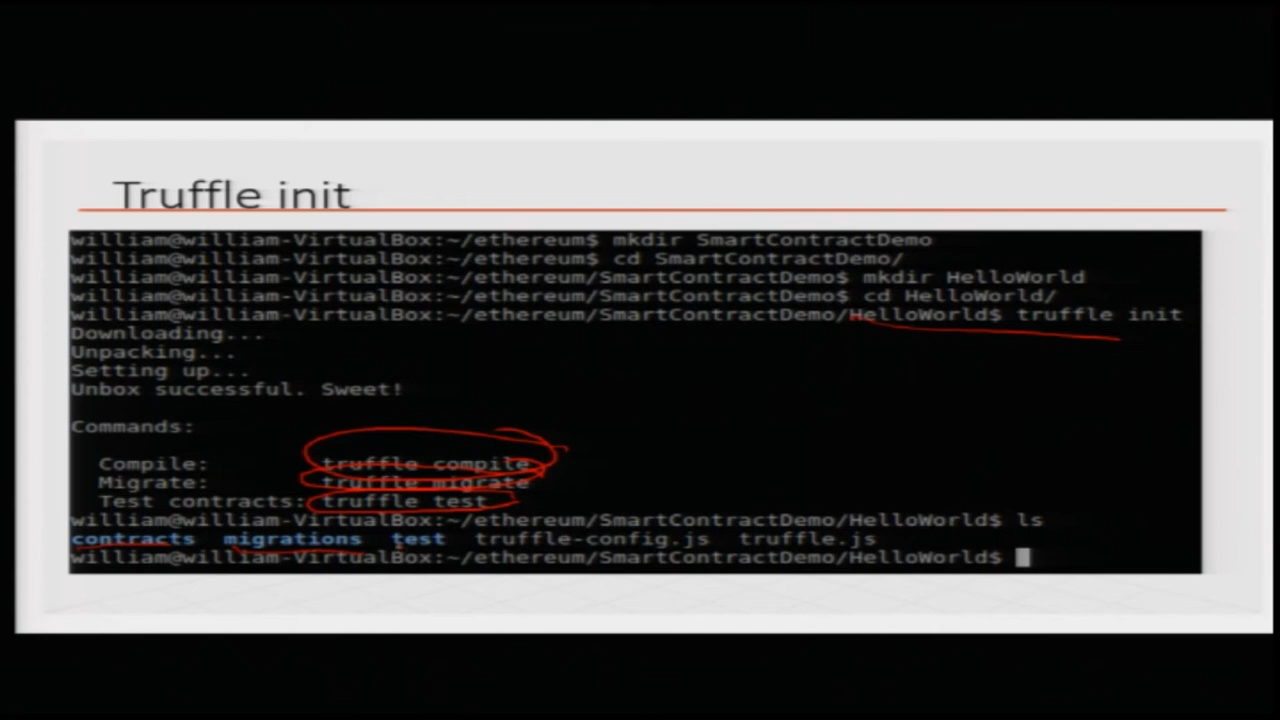 Truffle init
william@william-VirtualBox:~/ethereum$ mkdir SmartContractDemo
william@william-VirtualBox:~/ethereum$ cd SmartContractDemo/
william@william-VirtualBox:~/ethereum/SmartContractDemo$ mkdir HelloWorld
william@william-VirtualBox:~/ethereum/SmartContractDemo$ cd HelloWorld/
william@william-VirtualBox:~/ethereum/SmartContractDemo/HelloWorld$ truffle init
Downloading...
Unpacking...
Setting up...
Unbox successful. Sweet!
Commands:
Compile: truffle compile
Migrate: truffle migrate
Test contracts: truffle test
william@william-VirtualBox:~/ethereum/SmartContractDemo/HelloWorld$ ls
contracts migrations test truffle-config.js truffle.js
william@william-VirtualBox:~/ethereum/SmartContractDemo/HelloWorld$